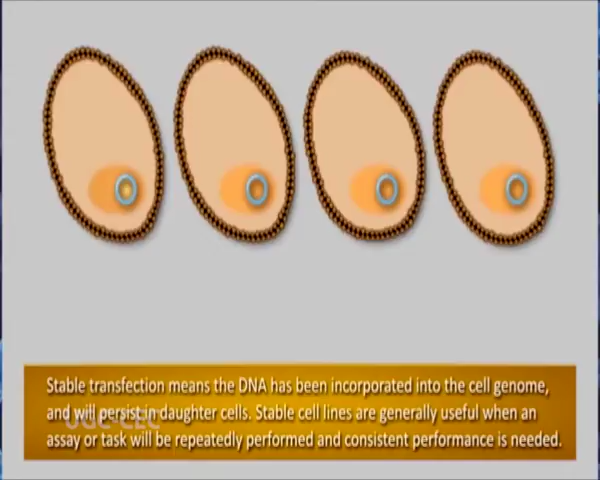 Stable transfection means the DNA has been incorporated into the cell genome,
and will persist in daughter cells. Stable cell lines are generally useful when an
UGC-CEC
assay or task will be repeatedly performed and consistent performance is needed.